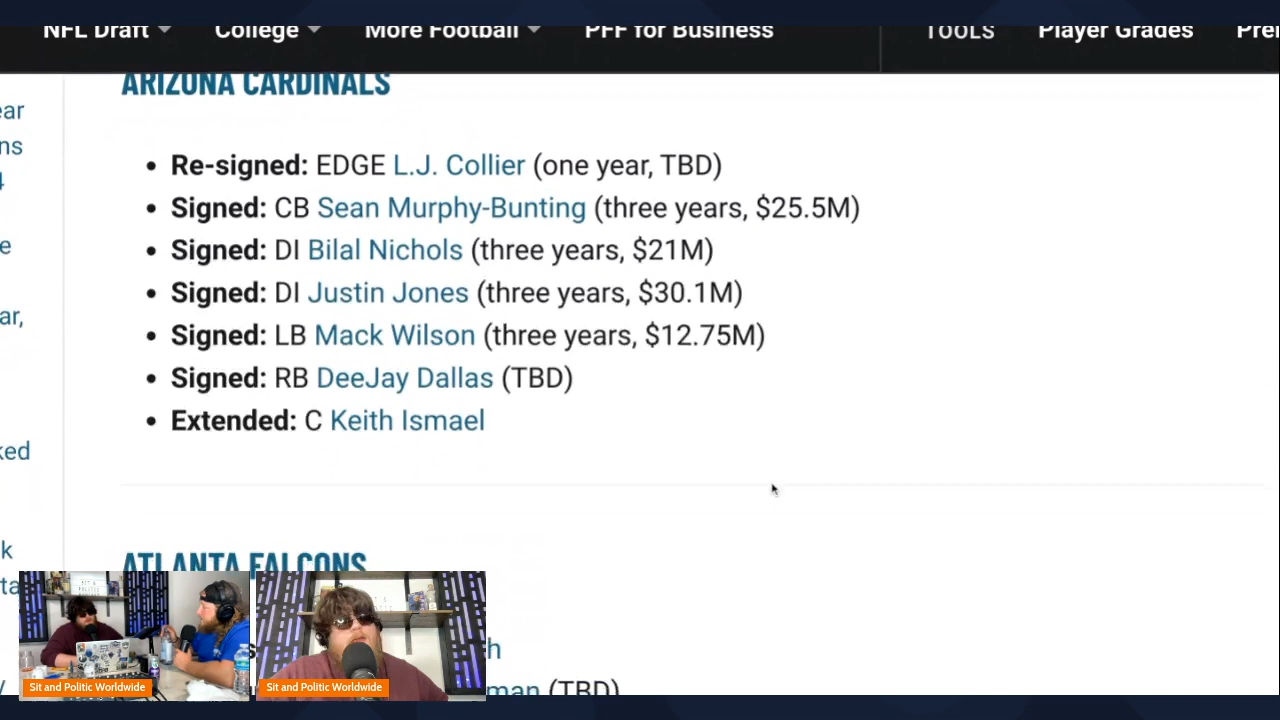 NFL Draft College More Football PFF for Business TOOLS Player Grades
ARIZONA CARDINALS
Re-signed: EDGE L.J. Collier (one year, TBD)
Signed: CB Sean Murphy-Bunting (three years, $25.5M)
Signed: DI Bilal Nichols (three years, $21M)
Signed: DI Justin Jones (three years, $30.1M)
Signed: LB Mack Wilson (three years, $12.75M)
Signed: RB DeeJay Dallas (TBD)
Extended: C Keith Ismael
ATLANTA FALCONS
(TBD)
Sit and Politic Worldwide
Sit and Politic Worldwide